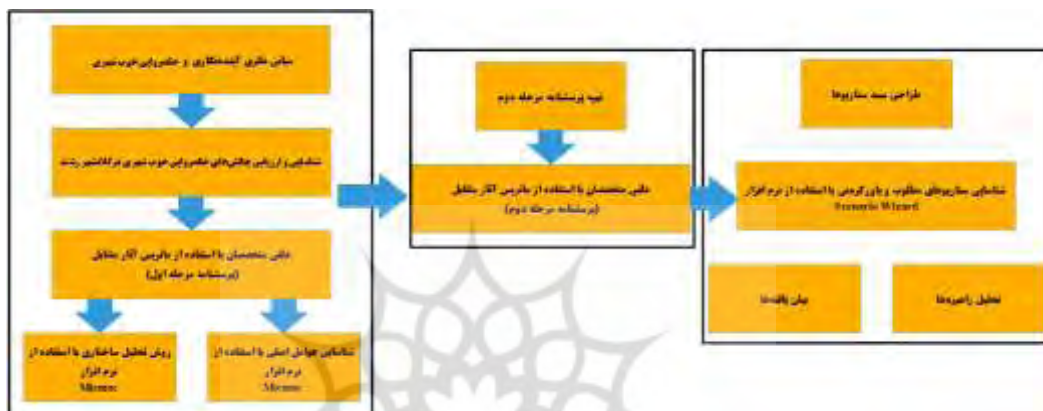 مبانی نظری آینده‌نگاری و حکمروایی خوب شهری
شناسایی و ارزیابی چالش‌های حکمروایی خوب شهری در کلانشهر رشت
دلفی متخصصان با استفاده از ماتریس آثار متقابل
(پرسشنامه مرحله اول)
شناسایی عوامل اصلی با استفاده از
نرم افزار
Micmac
روش تحلیل ساختاری با استفاده از
نرم افزار
Micmac
تهیه پرسشنامه مرحله دوم
دلفی متخصصان با استفاده از ماتریس آثار متقابل
(پرسشنامه مرحله دوم)
طراحی سبد سناریوها
شناسایی سناریوهای مطلوب و باورکردنی با استفاده از نرم افزار
Scenario Wizard
تحلیل راهبردها
بیان یافته‌ها